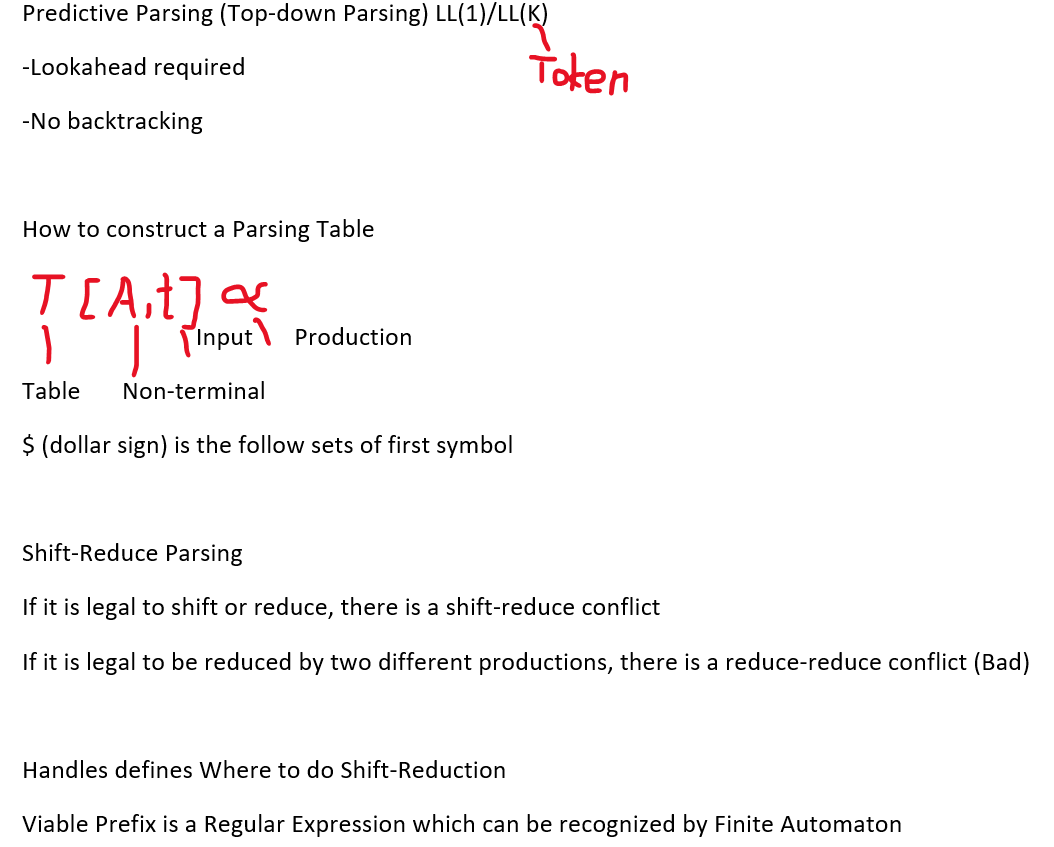 Predictive Parsing (Top-down Parsing) LL(1)/LL(K)
Token
-Lookahead required
-No backtracking
How to construct a Parsing Table
T [A,t] ∝
Input Production
Table Non-terminal
$ (dollar sign) is the follow sets of first symbol
Shift-Reduce Parsing
If it is legal to shift or reduce, there is a shift-reduce conflict
If it is legal to be reduced by two different productions, there is a reduce-reduce conflict (Bad)
Handles defines Where to do Shift-Reduction
Viable Prefix is a Regular Expression which can be recognized by Finite Automaton